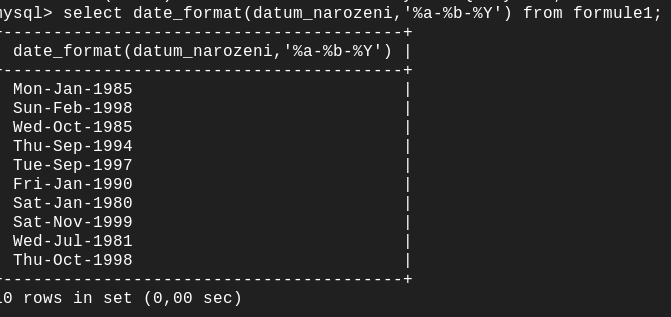 mysql> select date_format(datum_narozeni,'%a-%b-%Y') from formule1;
+----------------------------------------+
date_format(datum_narozeni,'%a-%b-%Y') |
+----------------------------------------+
Mon-Jan-1985 |
Sun-Feb-1998 |
Wed-Oct-1985 |
Thu-Sep-1994 |
Tue-Sep-1997 |
Fri-Jan-1990 |
Sat-Jan-1980 |
Sat-Nov-1999 |
Wed-Jul-1981 |
Thu-Oct-1998 |
+----------------------------------------+
10 rows in set (0,00 sec)